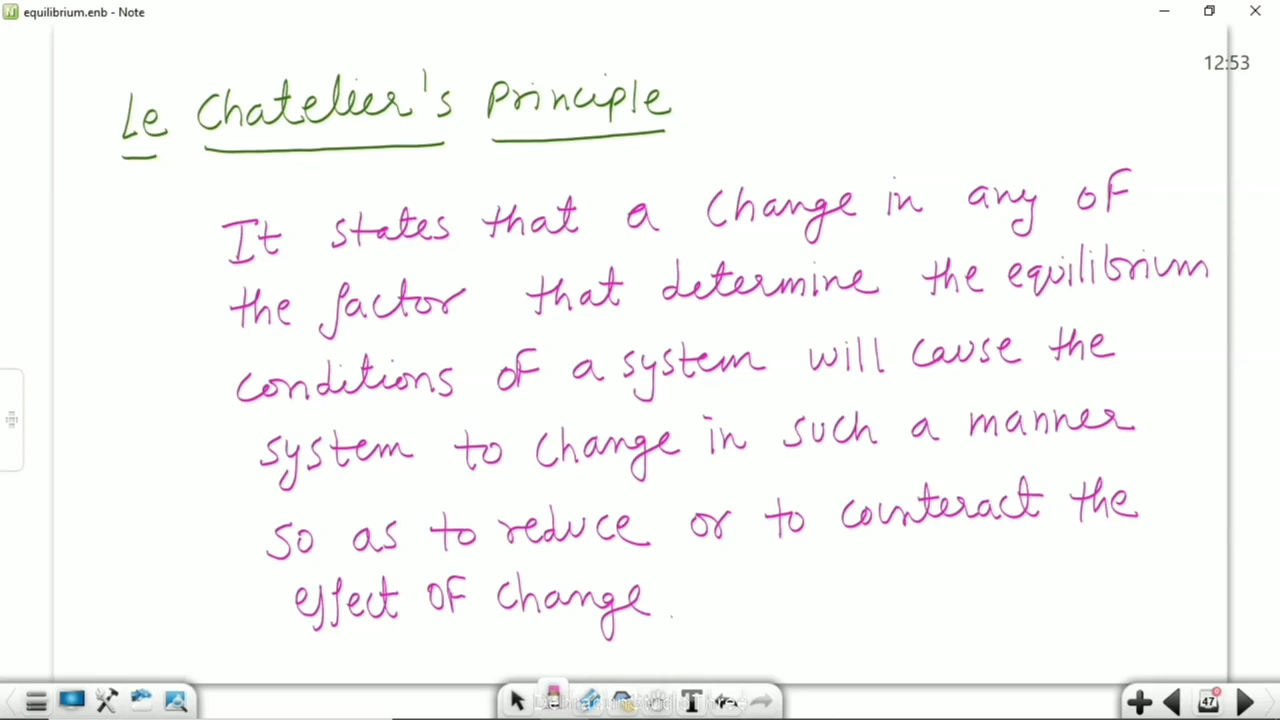 equilibrium.enb - Note
12:53
Le Chatelier's Principle
It states that a change in any of
the factor that determine the equilibrium
conditions of a system will cause the
system to change in such a manner
so as to reduce or to counteract the
effect of change.
47